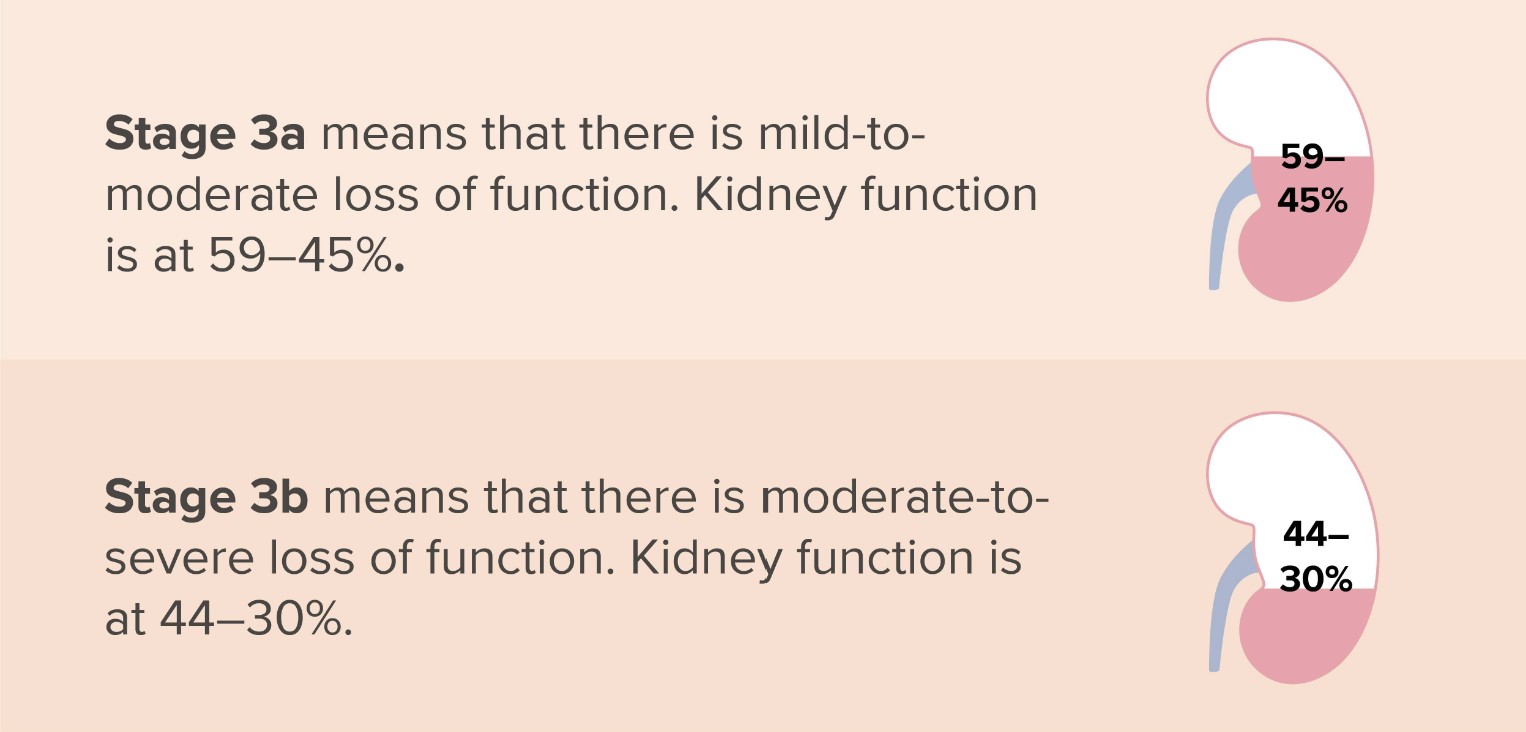 Stage 3a means that there is mild-to-
moderate loss of function. Kidney function
is at 59–45%.
59–
45%
Stage 3b means that there is moderate-to-
severe loss of function. Kidney function is
at 44–30%.
44–
30%